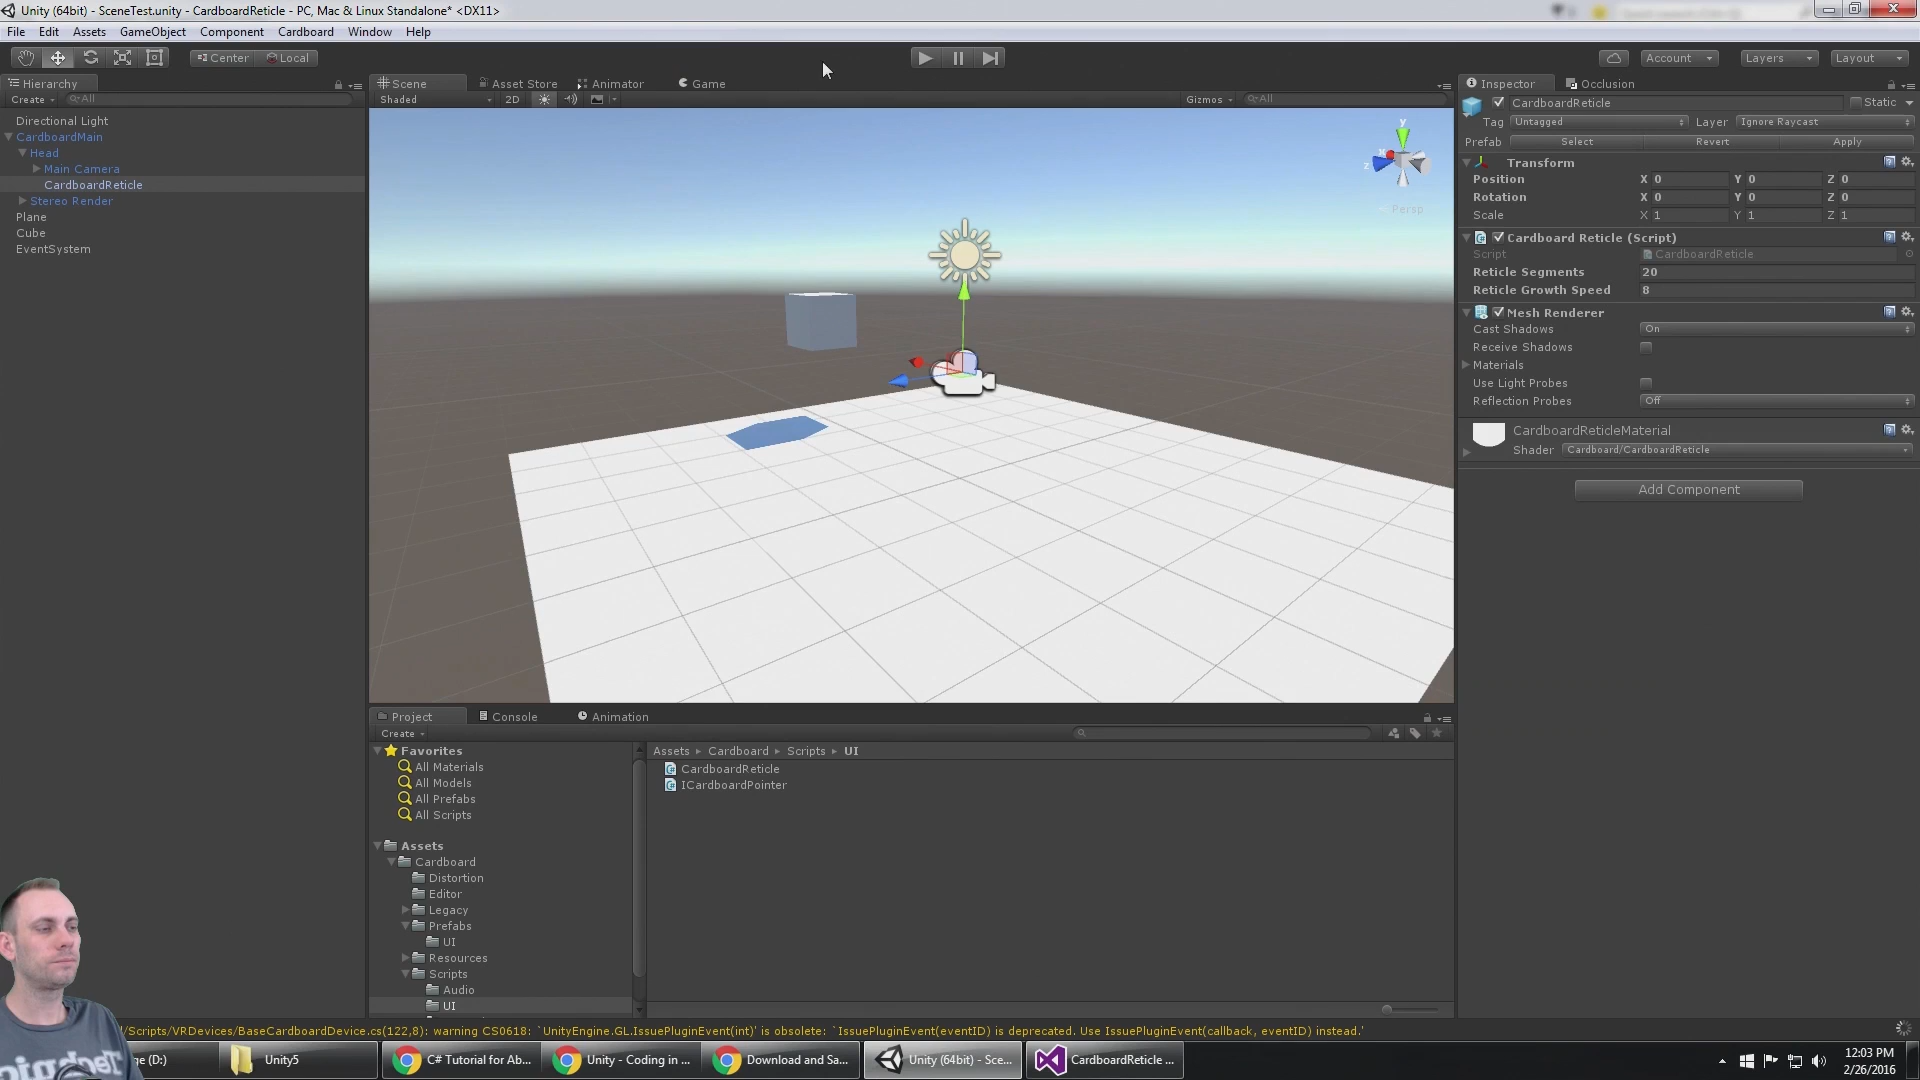 Unity (64bit) - SceneTest.unity - CardboardReticle - PC, Mac & Linux Standalone* <DX11>
File Edit Assets GameObject Component Cardboard Window Help
Center Local Account Layers Layout
Hierarchy
Create All
Directional Light
CardboardMain
Head
Main Camera
CardboardReticle
Stereo Render
Plane
Cube
EventSystem
Scene Asset Store Animator Game
Shaded 2D Gizmos All
y
x
z
Persp
Inspector Occlusion
CardboardReticle Static
Tag Untagged Layer Ignore Raycast
Prefab Select Revert Apply
Transform
Position X 0 Y 0 Z 0
Rotation X 0 Y 0 Z 0
Scale X 1 Y 1 Z 1
Cardboard Reticle (Script)
Script CardboardReticle
Reticle Segments 20
Reticle Growth Speed 8
Mesh Renderer
Cast Shadows On
Receive Shadows
Materials
Use Light Probes
Reflection Probes Off
CardboardReticleMaterial
Shader Cardboard/CardboardReticle
Add Component
Project Console Animation
Create
Favorites
All Materials
All Models
All Prefabs
All Scripts
Assets
Cardboard
Distortion
Editor
Legacy
Prefabs
UI
Resources
Scripts
Audio
UI
Assets Cardboard Scripts UI
CardboardReticle
ICardboardPointer
/Scripts/VRDevices/BaseCardboardDevice.cs(122,8): warning CS0618: `UnityEngine.GL.IssuePluginEvent(int)' is obsolete: `IssuePluginEvent(eventID) is deprecated. Use IssuePluginEvent(callback, eventID) instead.'
ge (D:) Unity5 C# Tutorial for Ab... Unity - Coding in ... Download and Sa... Unity (64bit) - Sce... CardboardReticle ...
12:03 PM
2/26/2016